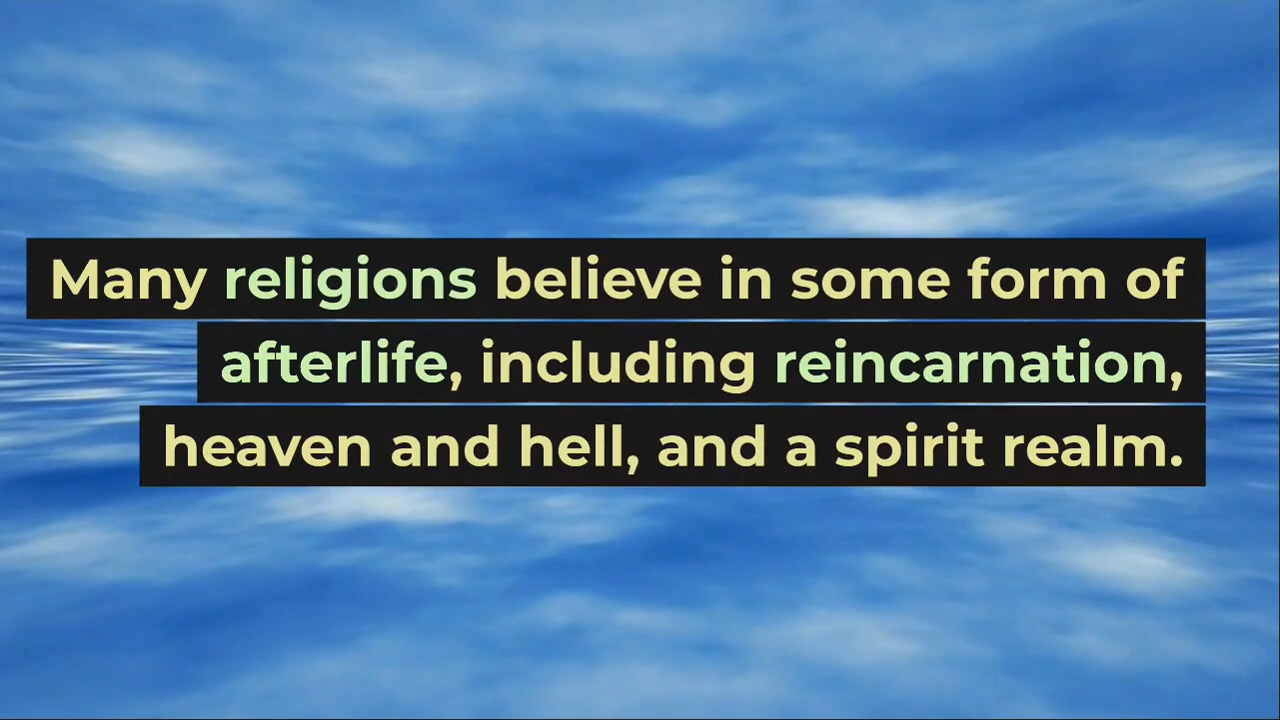 Many religions believe in some form of
afterlife, including reincarnation,
heaven and hell, and a spirit realm.